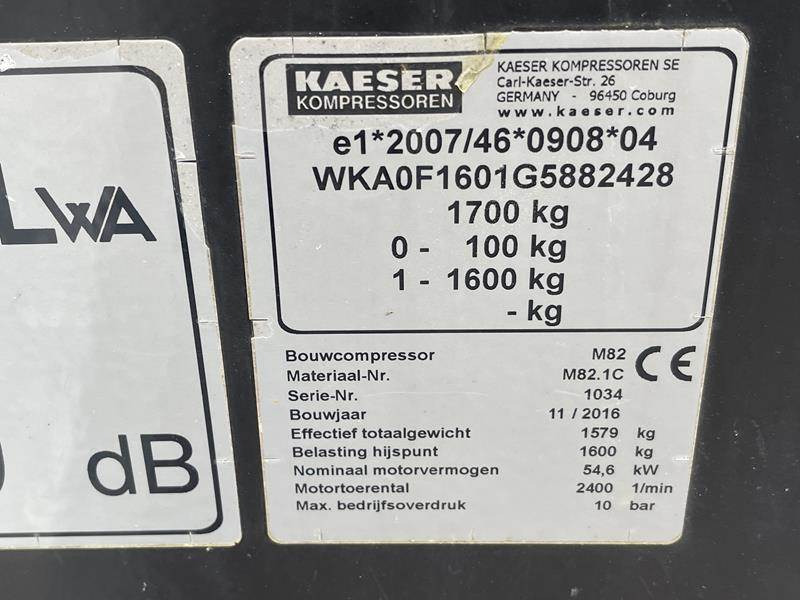 LWA
dB
KAESER
KOMPRESSOREN
KAESER KOMPRESSOREN SE
Carl-Kaeser-Str. 26
GERMANY - 96450 Coburg
www.kaeser.com
e1*2007/46*0908*04
WKA0F1601G5882428
1700 kg
0 - 100 kg
1 - 1600 kg
- kg
Bouwcompressor M82
Materiaal-Nr. M82.1C
Serie-Nr. 1034
Bouwjaar 11 / 2016
Effectief totaalgewicht 1579 kg
Belasting hijspunt 1600 kg
Nominaal motorvermogen 54,6 kW
Motortoerental 2400 1/min
Max. bedrijfsoverdruk 10 bar
CE